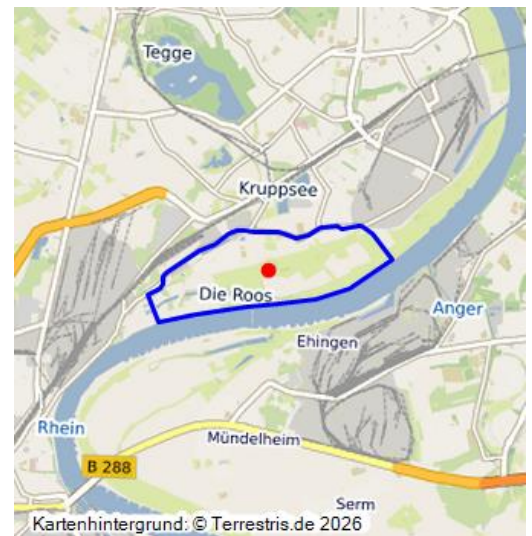 Tegge
Kruppsee
Die Roos
Anger
Ehingen
Rhein
Mündelheim
B 288
Serm
Kartenhintergrund: © Terrestris.de 2026